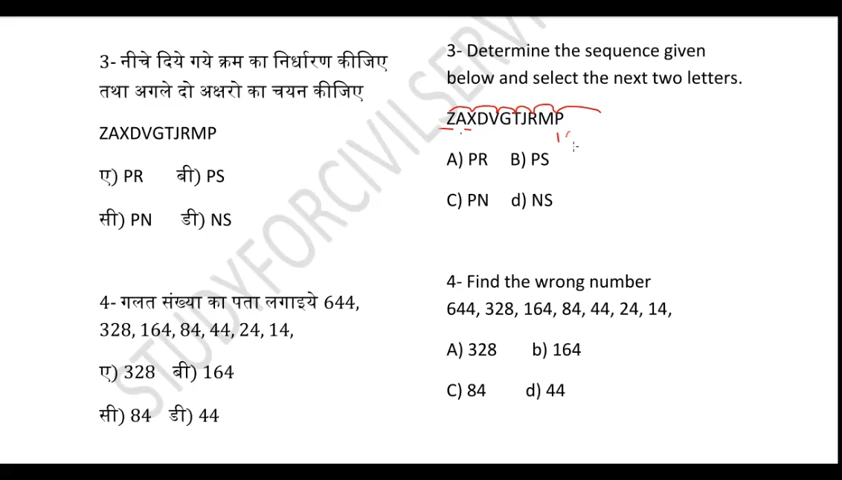 3- नीचे दिये गये क्रम का निर्धारण कीजिए
तथा अगले दो अक्षरो का चयन कीजिए
ZAXDVGTJRMP
ए) PR बी) PS
सी) PN डी) NS
4- गलत संख्या का पता लगाइये 644,
328, 164, 84, 44, 24, 14,
ए) 328 बी) 164
सी) 84 डी) 44
3- Determine the sequence given
below and select the next two letters.
ZAXDVGTJRMP
A) PR B) PS
C) PN d) NS
4- Find the wrong number
644, 328, 164, 84, 44, 24, 14,
A) 328 b) 164
C) 84 d) 44
STUDYFORCIVILSERV